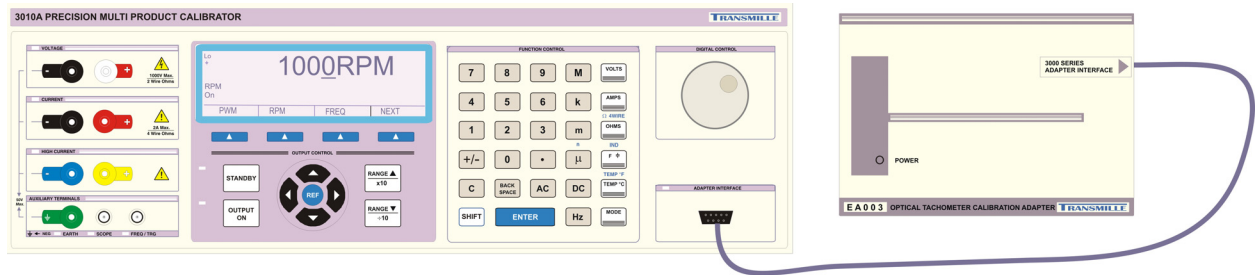 3010A PRECISION MULTI PRODUCT CALIBRATOR
TRANSMILLE
VOLTAGE
-
+
1000V Max.
2 Wire Ohms
CURRENT
-
+
2A Max.
4 Wire Ohms
HIGH CURRENT
-
+
50V
Max.
AUXILIARY TERMINALS
NEG
EARTH
SCOPE
FREQ / TRG
Lo
*
1000RPM
RPM
On
PWM
RPM
FREQ
NEXT
OUTPUT CONTROL
STANDBY
OUTPUT
ON
REF
RANGE ▲
x10
RANGE ▼
÷10
FUNCTION CONTROL
7
8
9
M
VOLTS
4
5
6
k
AMPS
Ω 4WIRE
1
2
3
m
OHMS
n
IND
+/-
0
•
μ
F
TEMP °F
C
BACK
SPACE
AC
DC
TEMP °C
SHIFT
ENTER
Hz
MODE
DIGITAL CONTROL
ADAPTER INTERFACE
3000 SERIES
ADAPTER INTERFACE
POWER
EA003 OPTICAL TACHOMETER CALIBRATION ADAPTER TRANSMILLE